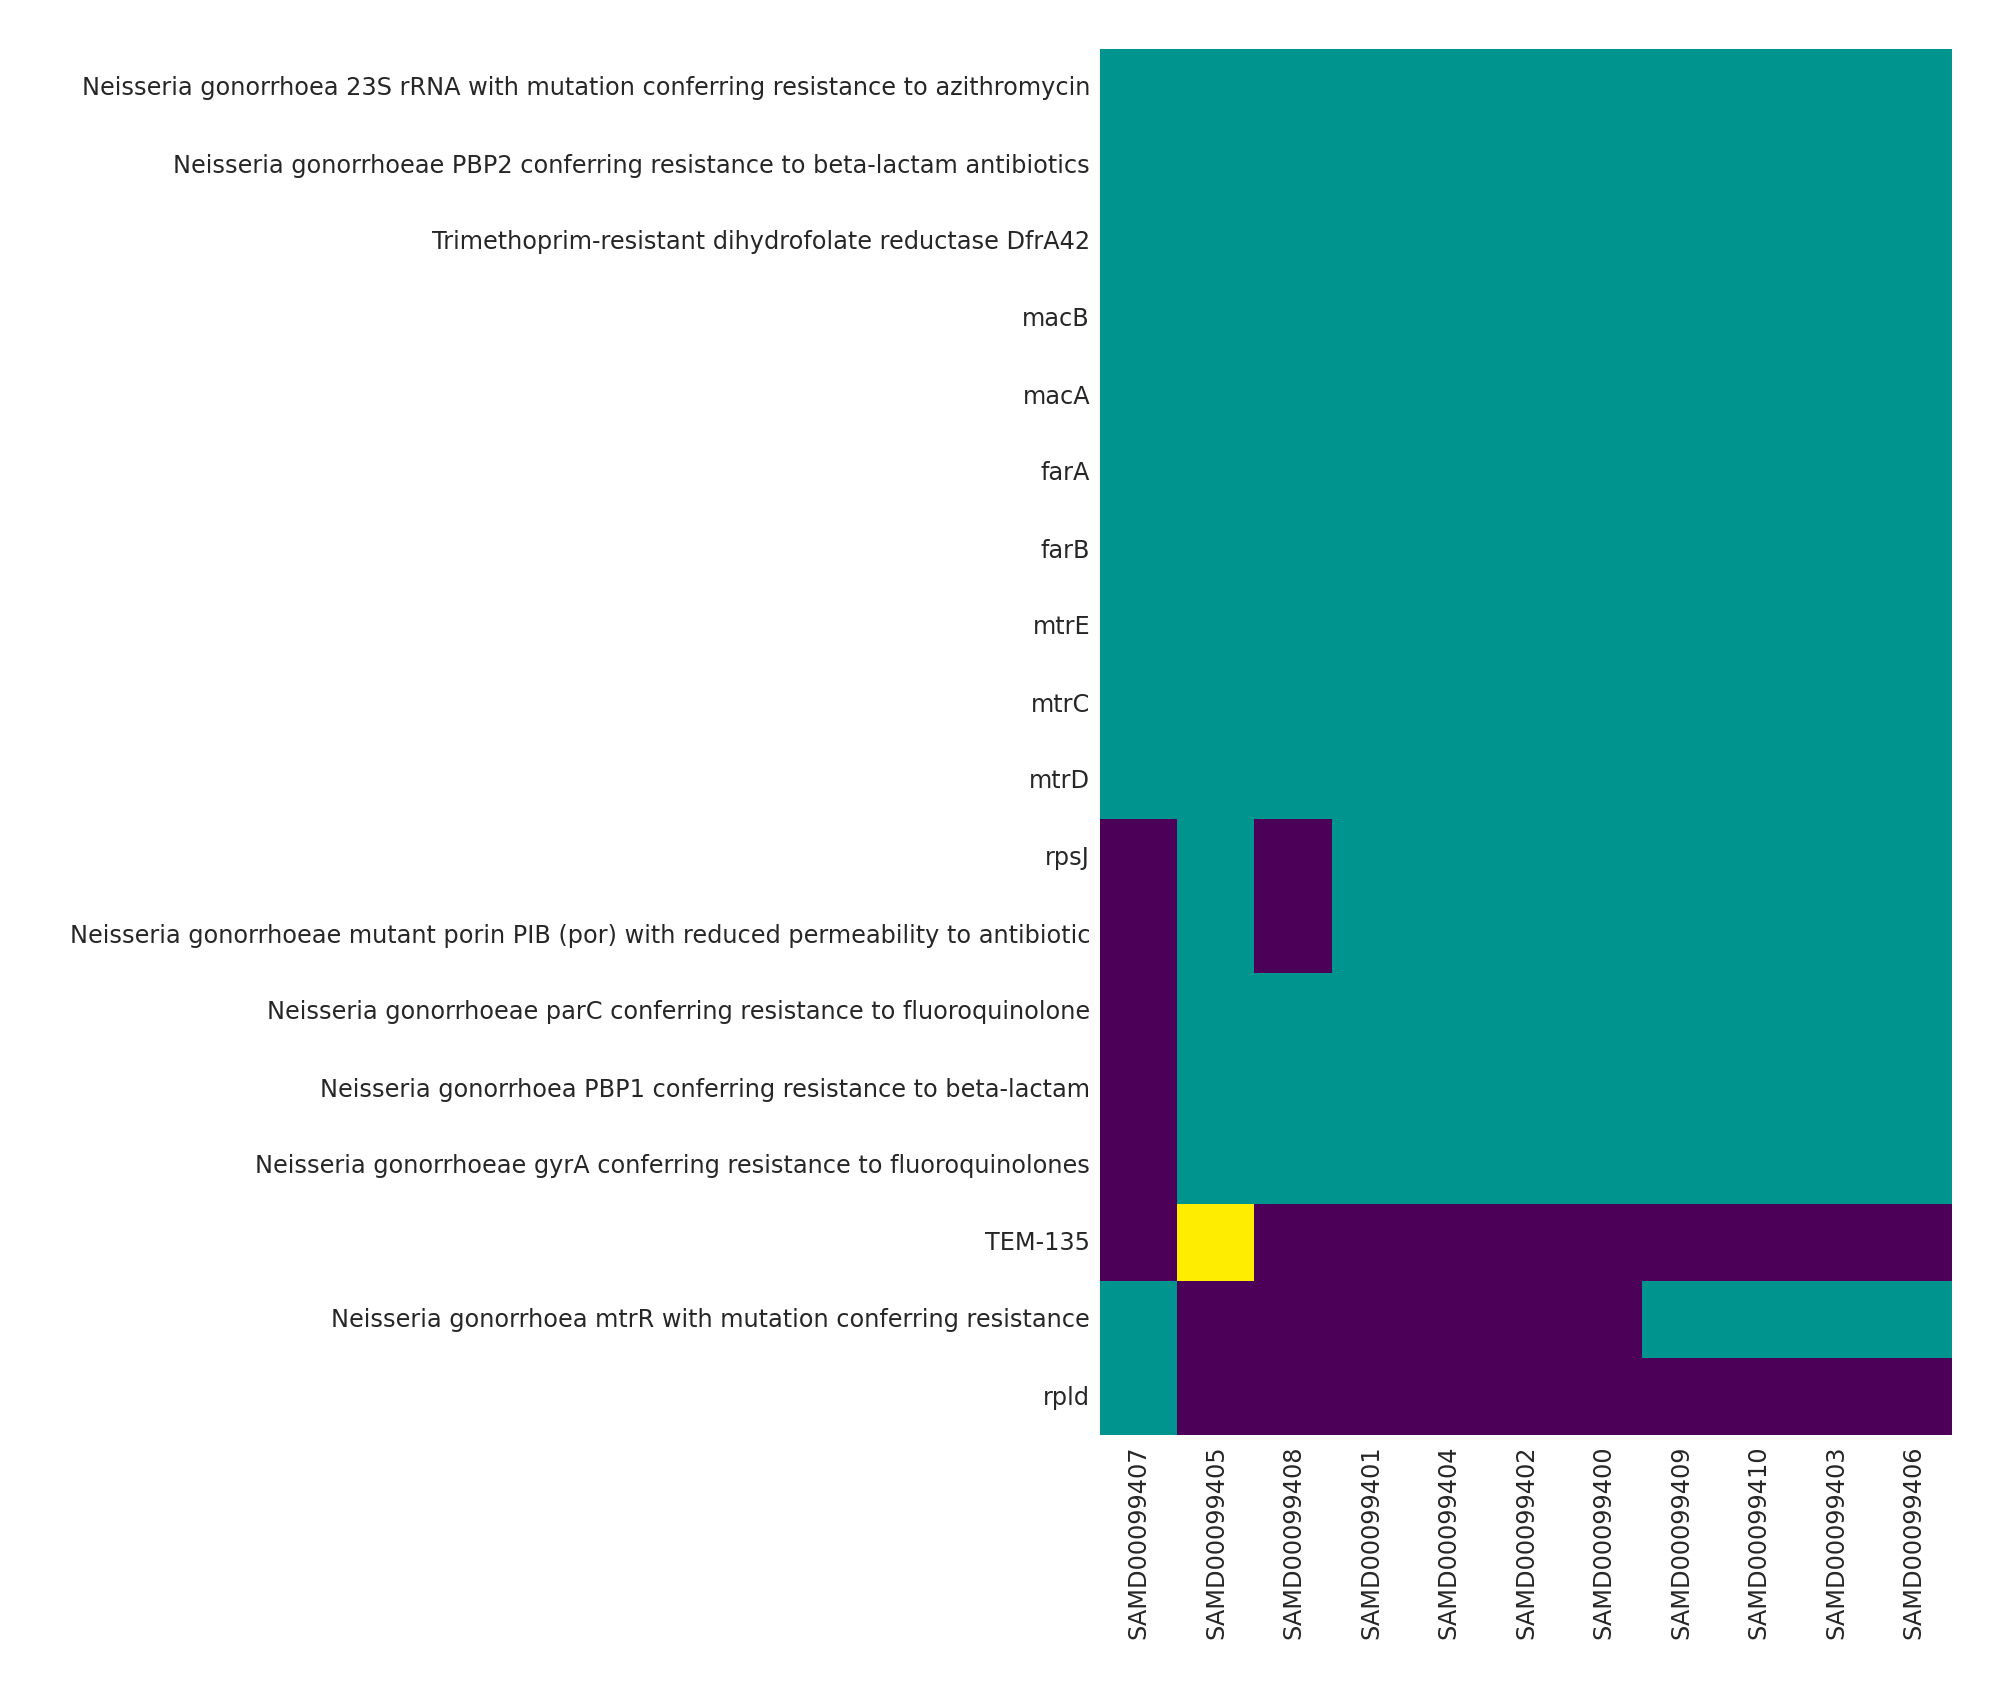 Neisseria gonorrhoea 23S rRNA with mutation conferring resistance to azithromycin
Neisseria gonorrhoeae PBP2 conferring resistance to beta-lactam antibiotics
Trimethoprim-resistant dihydrofolate reductase DfrA42
macB
macA
farA
farB
mtrE
mtrC
mtrD
rpsJ
Neisseria gonorrhoeae mutant porin PIB (por) with reduced permeability to antibiotic
Neisseria gonorrhoeae parC conferring resistance to fluoroquinolone
Neisseria gonorrhoea PBP1 conferring resistance to beta-lactam
Neisseria gonorrhoeae gyrA conferring resistance to fluoroquinolones
TEM-135
Neisseria gonorrhoea mtrR with mutation conferring resistance
rpld
SAMD00099407
SAMD00099405
SAMD00099408
SAMD00099401
SAMD00099404
SAMD00099402
SAMD00099400
SAMD00099409
SAMD00099410
SAMD00099403
SAMD00099406